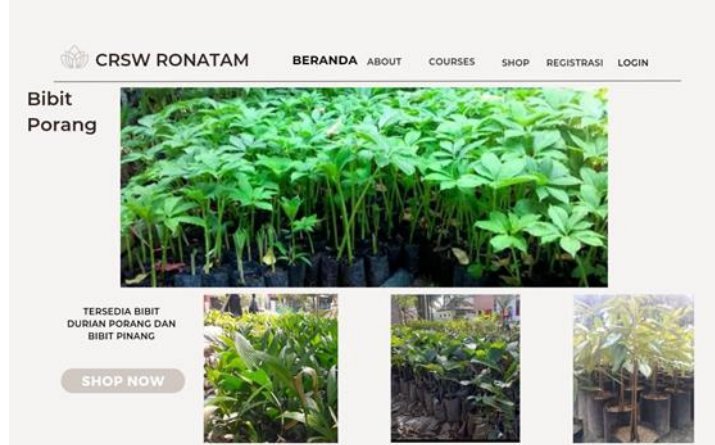 CRSW RONATAM
BERANDA ABOUT COURSES SHOP REGISTRASI LOGIN
Bibit
Porang
TERSEDIA BIBIT
DURIAN PORANG DAN
BIBIT PINANG
SHOP NOW